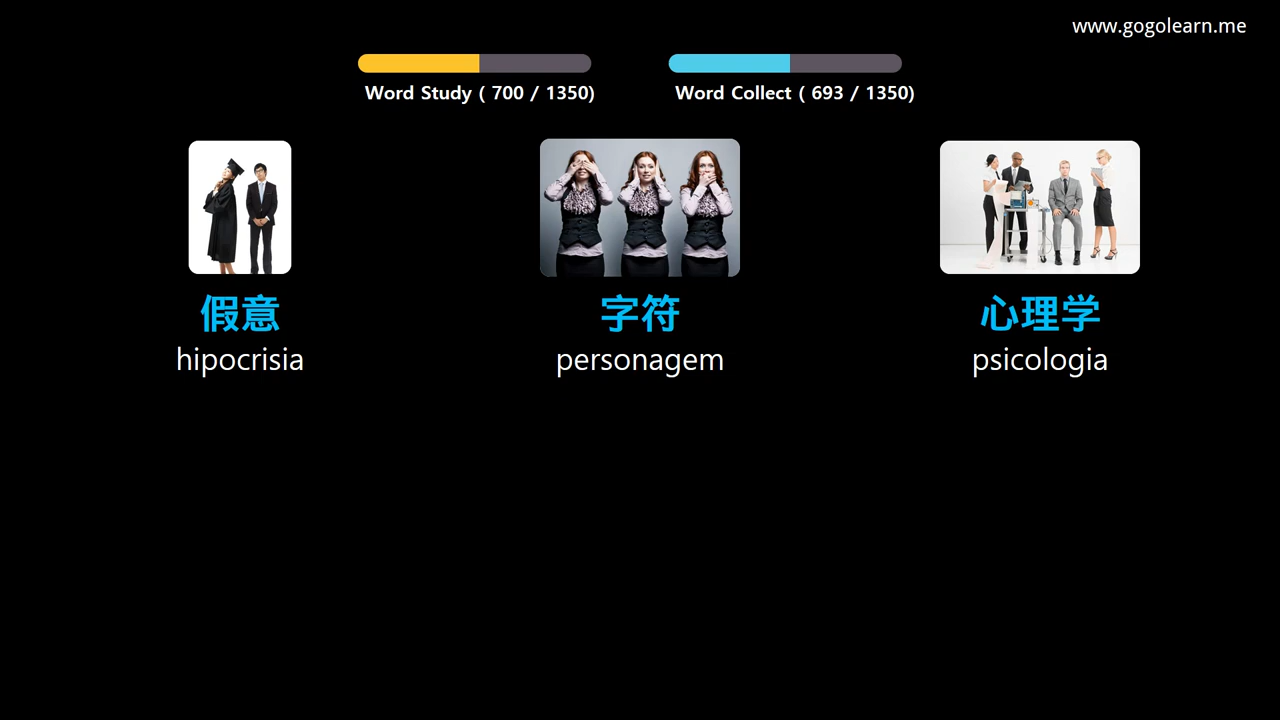 www.gogolearn.me
Word Study ( 700 / 1350)
Word Collect ( 693 / 1350)
假意
字符
心理学
hipocrisia
personagem
psicologia